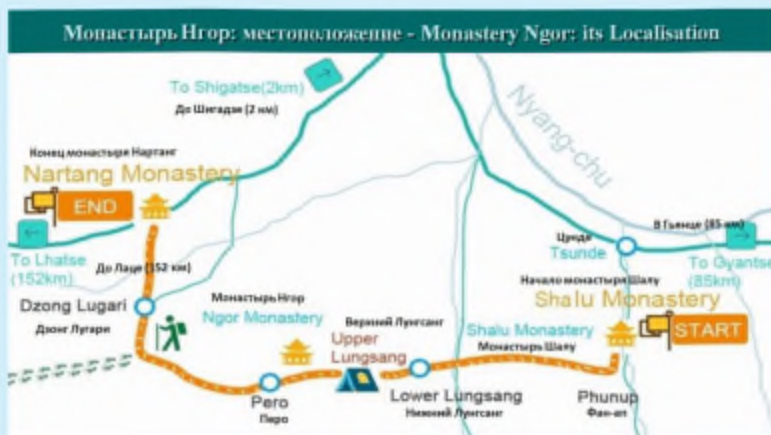 Монастырь Нгор: местоположение - Monastery Ngor: its Localisation
To Shigatse(2km)
До Шигадзе (2 км)
Nyang-chu
Конец монастыря Нартанг
Nartang Monastery
END
To Lhatse
(152km)
До Лаце (152 км)
В Гьянце (85 км)
Цунде
Tsunde
To Gyantse
(85km)
Начало монастыря Шалу
Shalu Monastery
START
Dzong Lugari
Дзонг Лугари
Монастырь Нгор
Ngor Monastery
Верхний Лунгсанг
Upper
Lungsang
Shalu Monastery
Монастырь Шалу
Pero
Перо
Lower Lungsang
Нижний Лунгсанг
Phunup
Фан-ап